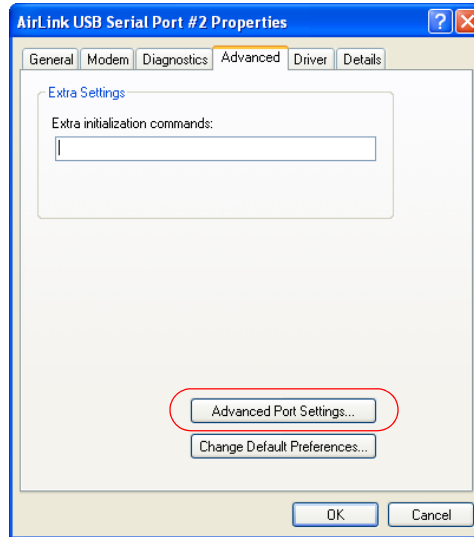 AirLink USB Serial Port #2 Properties
General Modem Diagnostics Advanced Driver Details
Extra Settings
Extra initialization commands:
Advanced Port Settings...
Change Default Preferences...
OK Cancel